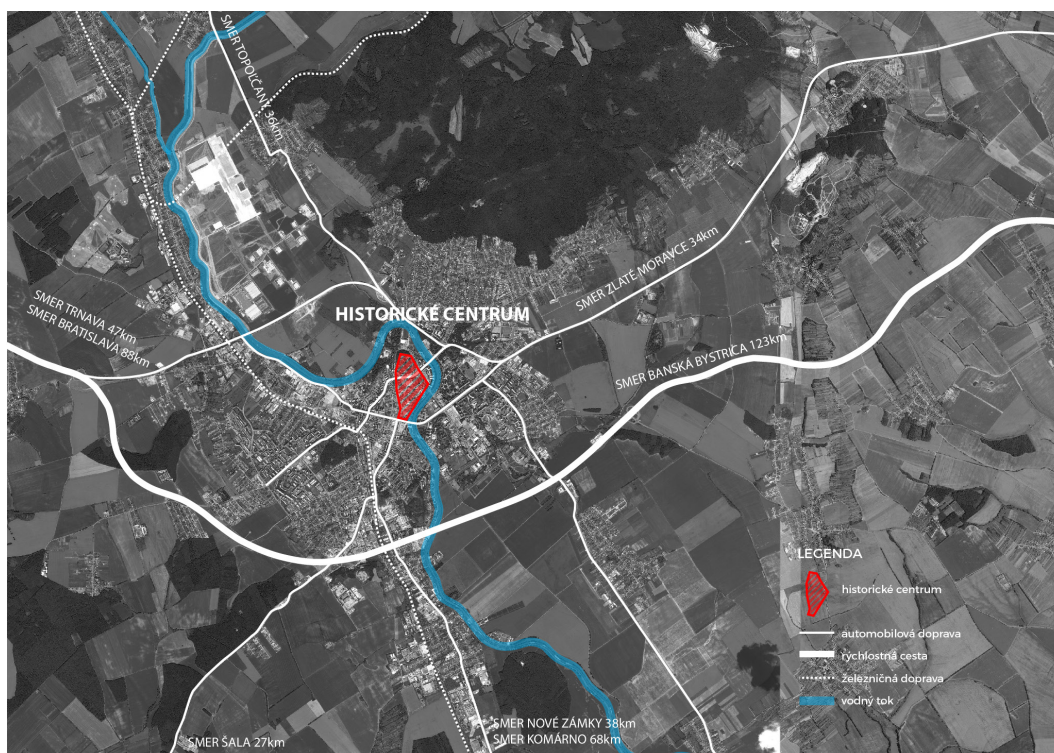 SMER TOPOĽČANY 36km
SMER ZLATÉ MORAVCE 34km
SMER TRNAVA 47km
SMER BRATISLAVA 88km
HISTORICKÉ CENTRUM
SMER BANSKÁ BYSTRICA 123km
LEGENDA
historické centrum
automobilová doprava
rýchlostná cesta
železničná doprava
vodný tok
SMER NOVÉ ZÁMKY 38km
SMER KOMÁRNO 68km
SMER ŠALA 27km